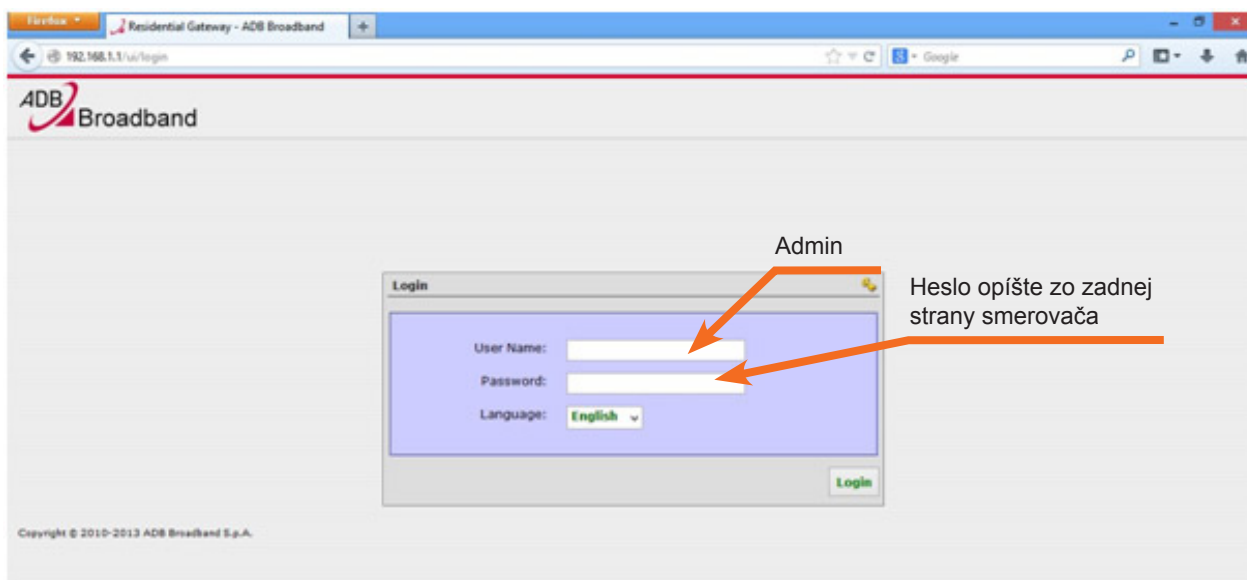 Firefox
Residential Gateway - ADB Broadband
192.168.1.1/ui/login
Google
ADB
Broadband
Admin
Login
Heslo opíšte zo zadnej
strany smerovača
User Name:
Password:
Language:
English
Login
Copyright © 2010-2013 ADB Broadband S.p.A.